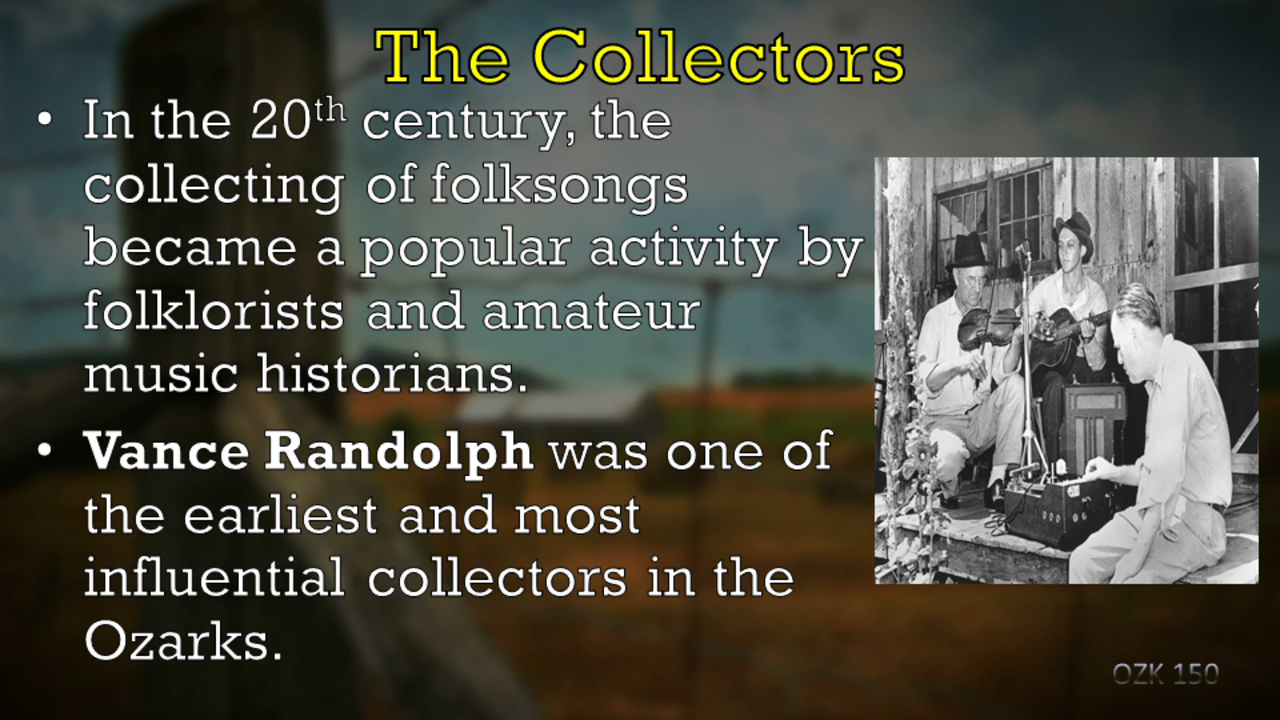 The Collectors
• In the 20th century, the
collecting of folksongs
became a popular activity by
folklorists and amateur
music historians.
• Vance Randolph was one of
the earliest and most
influential collectors in the
Ozarks.
OZK 150